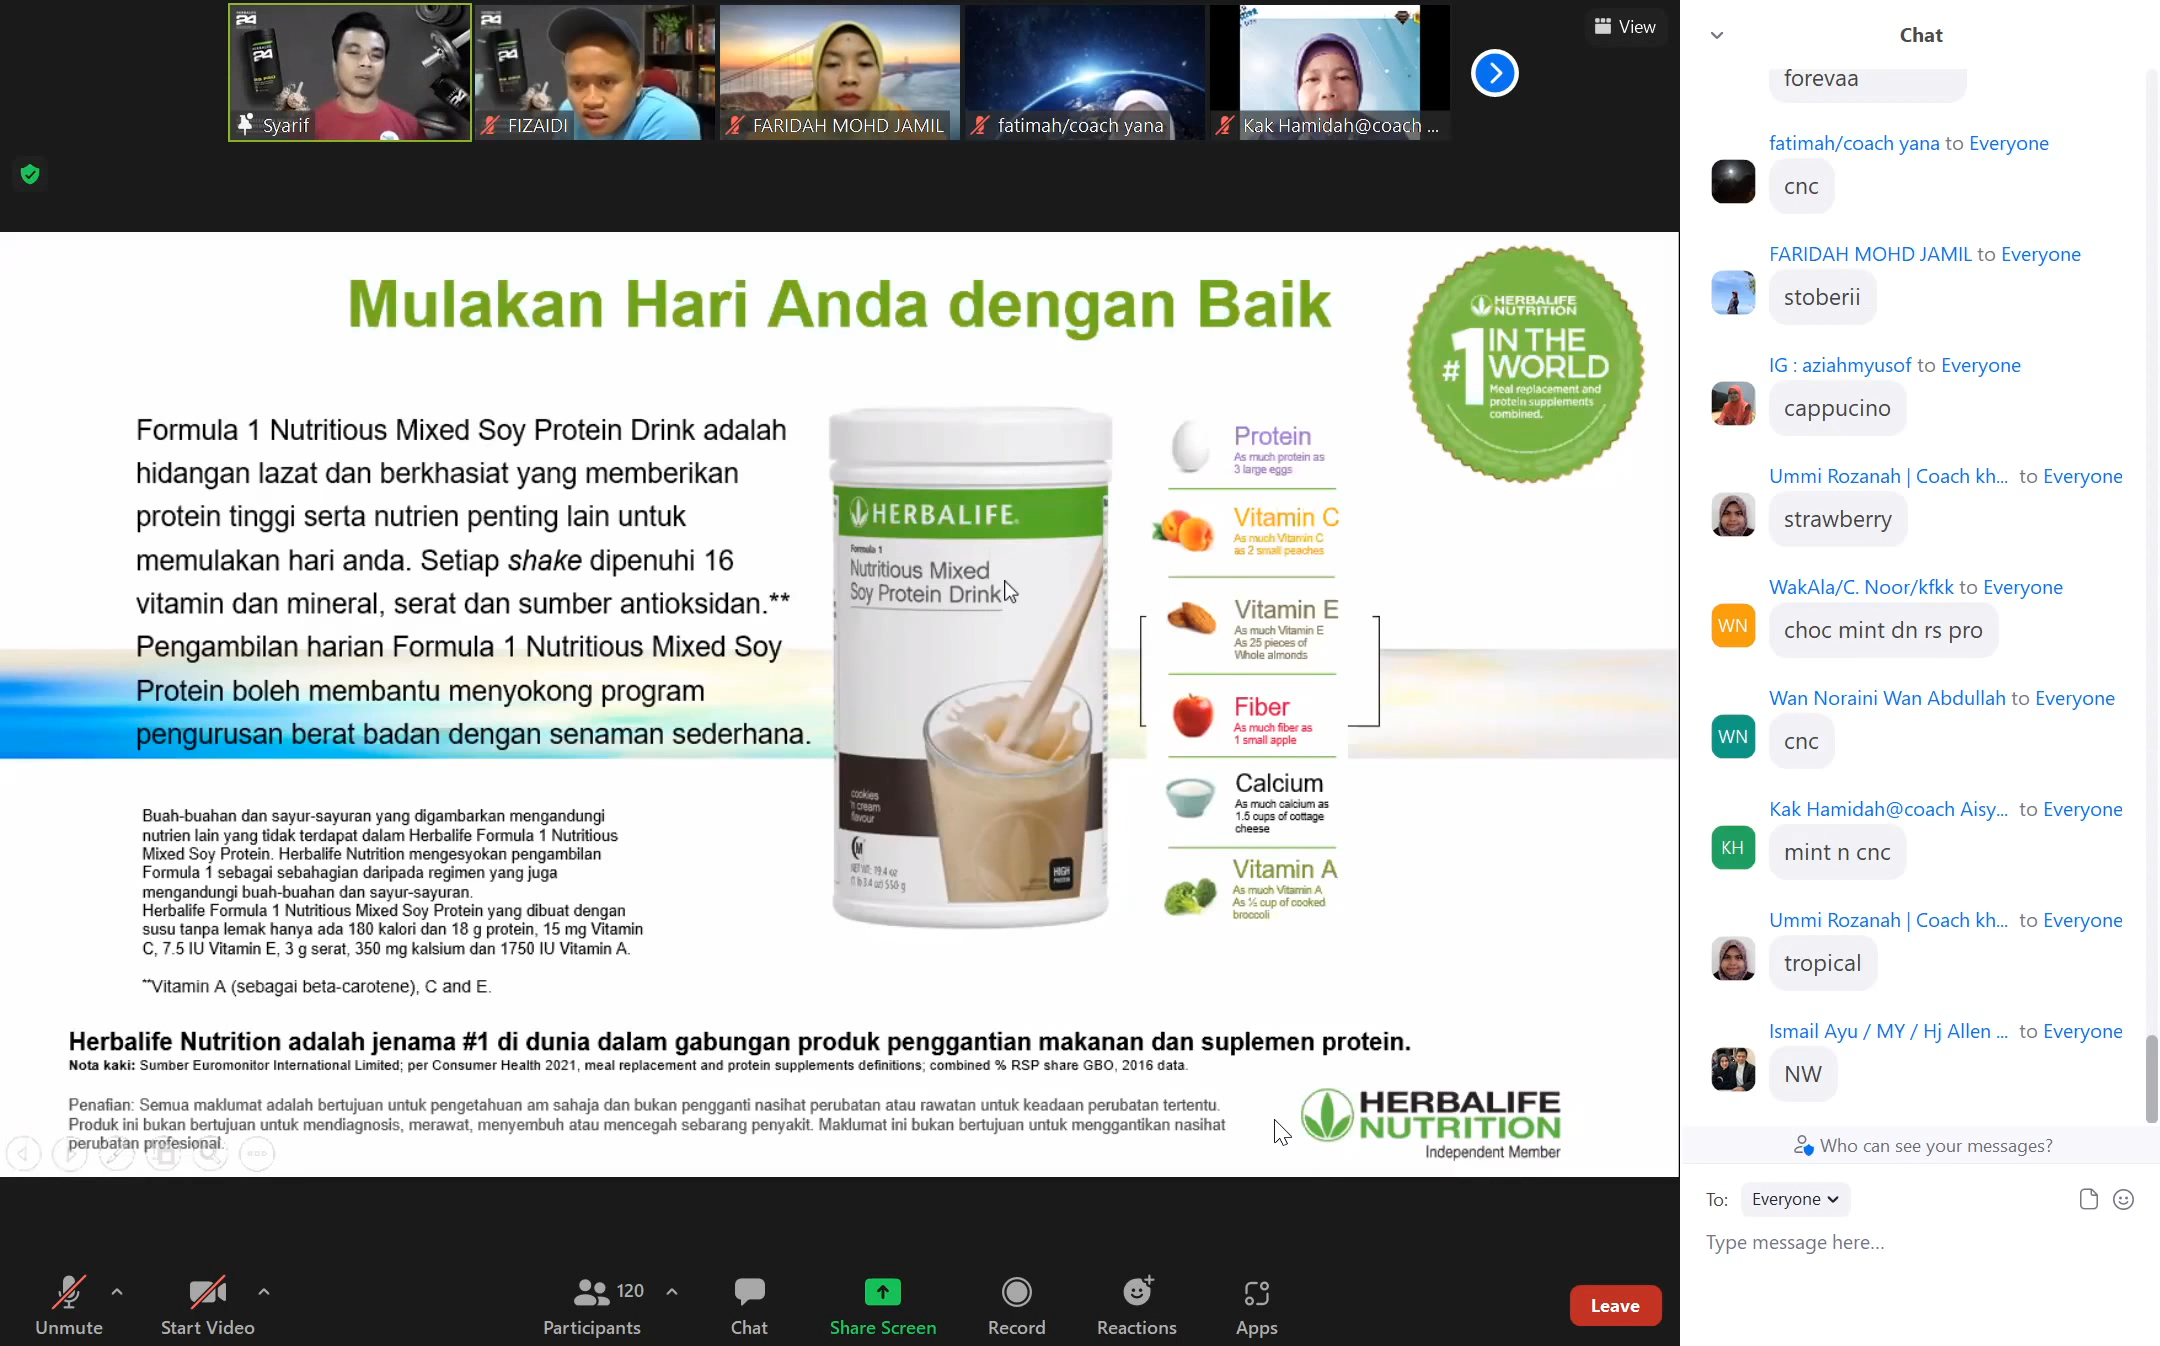 Syarif
FIZAIDI
FARIDAH MOHD JAMIL
fatimah/coach yana
Kak Hamidah@coach ...
View
Mulakan Hari Anda dengan Baik
HERBALIFE
NUTRITION
#1 IN THE
WORLD
Meal replacement and
protein supplements
combined.
Formula 1 Nutritious Mixed Soy Protein Drink adalah
hidangan lazat dan berkhasiat yang memberikan
protein tinggi serta nutrien penting lain untuk
memulakan hari anda. Setiap shake dipenuhi 16
vitamin dan mineral, serat dan sumber antioksidan.**
Pengambilan harian Formula 1 Nutritious Mixed Soy
Protein boleh membantu menyokong program
pengurusan berat badan dengan senaman sederhana.
HERBALIFE
Formula 1
Nutritious Mixed
Soy Protein Drink
cookies
'n cream
flavour
NET WT: 19.4 oz
(1 lb 3.4 oz) 550 g
HIGH
PROTEIN
Protein
As much protein as
3 large eggs
Vitamin C
As much Vitamin C
as 2 small peaches
Vitamin E
As much Vitamin E
As 25 pieces of
Whole almonds
Fiber
As much fiber as
1 small apple
Calcium
As much calcium as
1.5 cups of cottage
cheese
Vitamin A
As much Vitamin A
As ½ cup of cooked
broccoli
Buah-buahan dan sayur-sayuran yang digambarkan mengandungi
nutrien lain yang tidak terdapat dalam Herbalife Formula 1 Nutritious
Mixed Soy Protein. Herbalife Nutrition mengesyokan pengambilan
Formula 1 sebagai sebahagian daripada regimen yang juga
mengandungi buah-buahan dan sayur-sayuran.
Herbalife Formula 1 Nutritious Mixed Soy Protein yang dibuat dengan
susu tanpa lemak hanya ada 180 kalori dan 18 g protein, 15 mg Vitamin
C, 7.5 IU Vitamin E, 3 g serat, 350 mg kalsium dan 1750 IU Vitamin A.
**Vitamin A (sebagai beta-carotene), C and E.
Herbalife Nutrition adalah jenama #1 di dunia dalam gabungan produk penggantian makanan dan suplemen protein.
Nota kaki: Sumber Euromonitor International Limited; per Consumer Health 2021, meal replacement and protein supplements definitions; combined % RSP share GBO, 2016 data.
Penafian: Semua maklumat adalah bertujuan untuk pengetahuan am sahaja dan bukan pengganti nasihat perubatan atau rawatan untuk keadaan perubatan tertentu.
Produk ini bukan bertujuan untuk mendiagnosis, merawat, menyembuh atau mencegah sebarang penyakit. Maklumat ini bukan bertujuan untuk menggantikan nasihat
perubatan profesional.
HERBALIFE
NUTRITION
Independent Member
Unmute
Start Video
120
Participants
Chat
Share Screen
Record
Reactions
Apps
Leave
Chat
forevaa
fatimah/coach yana to Everyone
cnc
FARIDAH MOHD JAMIL to Everyone
stoberii
IG : aziahmyusof to Everyone
cappucino
Ummi Rozanah | Coach kh... to Everyone
strawberry
WakAla/C. Noor/kfkk to Everyone
WN
choc mint dn rs pro
Wan Noraini Wan Abdullah to Everyone
WN
cnc
Kak Hamidah@coach Aisy... to Everyone
KH
mint n cnc
Ummi Rozanah | Coach kh... to Everyone
tropical
Ismail Ayu / MY / Hj Allen ... to Everyone
NW
Who can see your messages?
To: Everyone
Type message here...